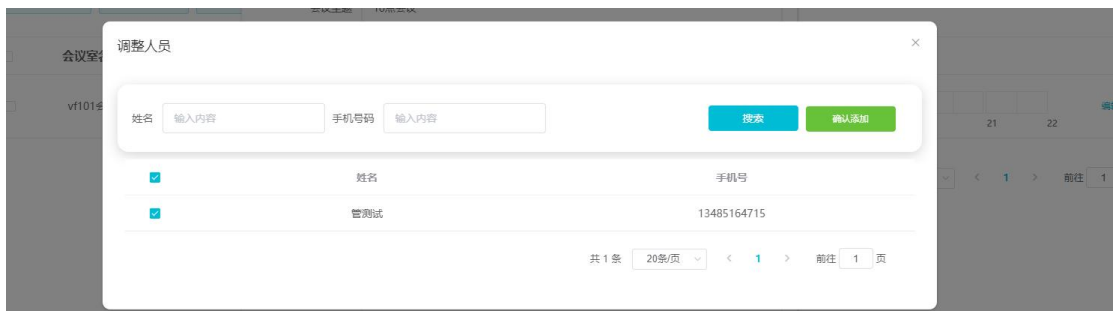 会议主题 10点会议
调整人员
会议室
vf101会
姓名 输入内容 手机号码 输入内容 搜索 确认添加
21 22
姓名 手机号
1 前往 1
管测试 13485164715
共 1 条 20条/页 1 前往 1 页